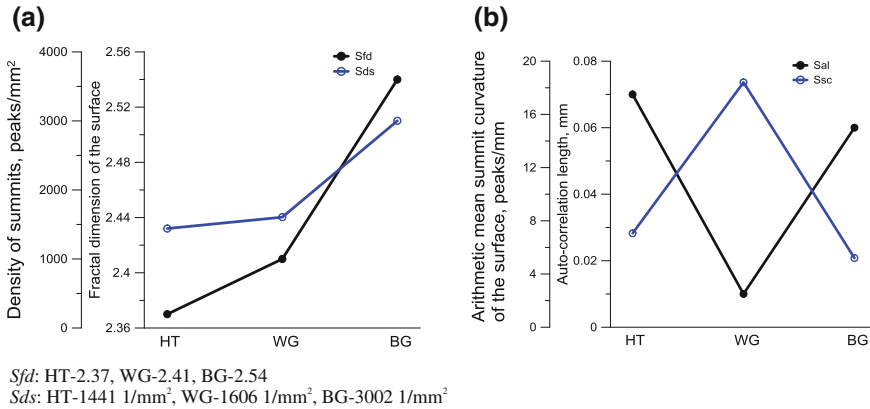 (a)
Density of summits, peaks/mm²
4000
3000
2000
1000
0
Fractal dimension of the surface
2.56
2.52
2.48
2.44
2.4
2.36
Sfd
Sds
HT
WG
BG
(b)
Arithmetic mean summit curvature
of the surface, peaks/mm
20
16
12
8
4
0
Auto-correlation length, mm
0.08
0.06
0.04
0.02
0
Sal
Ssc
HT
WG
BG
Sfd: HT-2.37, WG-2.41, BG-2.54
Sds: HT-1441 1/mm², WG-1606 1/mm², BG-3002 1/mm²